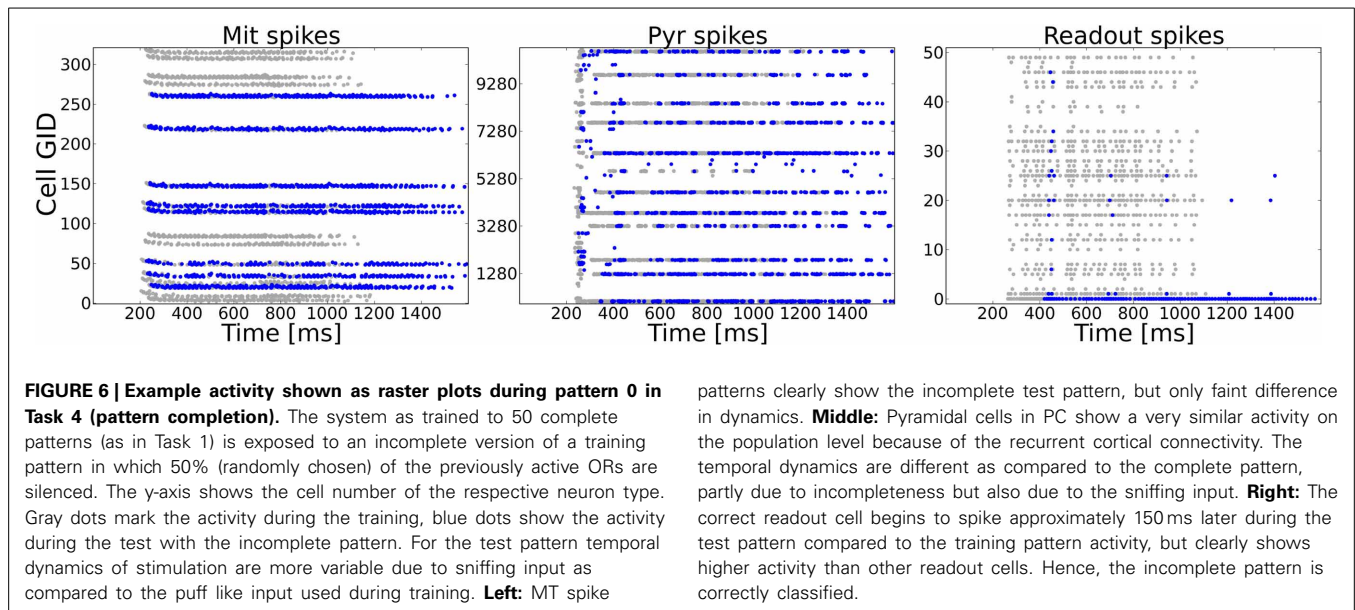 Mit spikes
Pyr spikes
Readout spikes
Cell GID
300
250
200
150
100
50
0
200 400 600 800 1000 1200 1400
Time [ms]
9280
7280
5280
3280
1280
200 400 600 800 1000 1200 1400
Time [ms]
50
40
30
20
10
0
200 400 600 800 1000 1200 1400
Time [ms]
FIGURE 6 | Example activity shown as raster plots during pattern 0 in
Task 4 (pattern completion). The system as trained to 50 complete
patterns (as in Task 1) is exposed to an incomplete version of a training
pattern in which 50% (randomly chosen) of the previously active ORs are
silenced. The y-axis shows the cell number of the respective neuron type.
Gray dots mark the activity during the training, blue dots show the activity
during the test with the incomplete pattern. For the test pattern temporal
dynamics of stimulation are more variable due to sniffing input as
compared to the puff like input used during training. Left: MT spike
patterns clearly show the incomplete test pattern, but only faint difference
in dynamics. Middle: Pyramidal cells in PC show a very similar activity on
the population level because of the recurrent cortical connectivity. The
temporal dynamics are different as compared to the complete pattern,
partly due to incompleteness but also due to the sniffing input. Right: The
correct readout cell begins to spike approximately 150 ms later during the
test pattern compared to the training pattern activity, but clearly shows
higher activity than other readout cells. Hence, the incomplete pattern is
correctly classified.